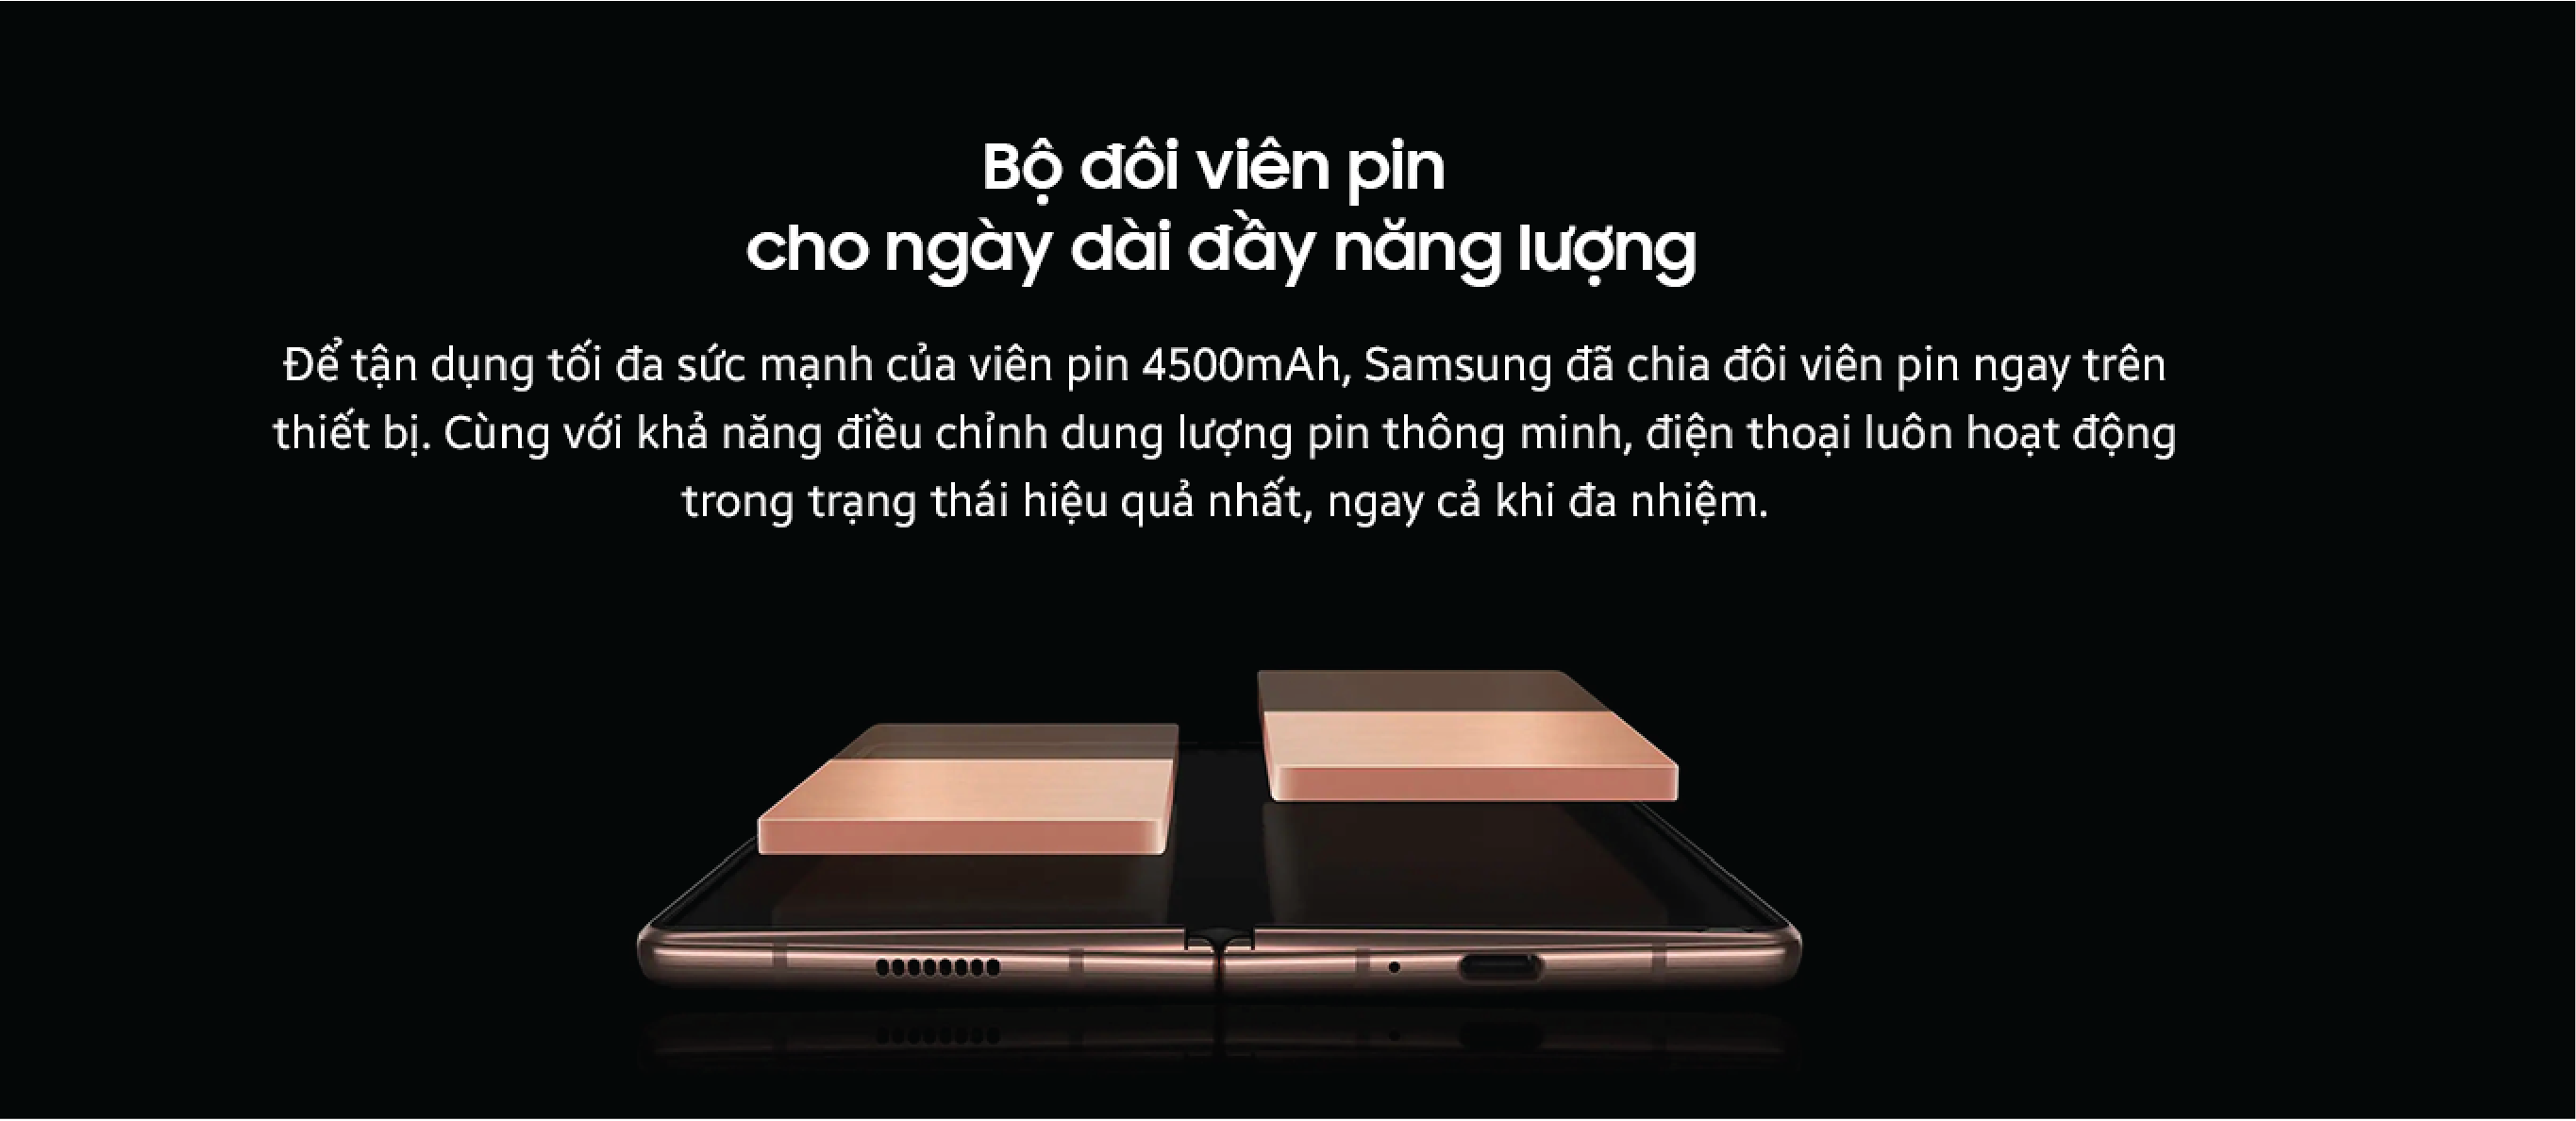 Bộ đôi viên pin
cho ngày dài đầy năng lượng
Để tận dụng tối đa sức mạnh của viên pin 4500mAh, Samsung đã chia đôi viên pin ngay trên
thiết bị. Cùng với khả năng điều chỉnh dung lượng pin thông minh, điện thoại luôn hoạt động
trong trạng thái hiệu quả nhất, ngay cả khi đa nhiệm.